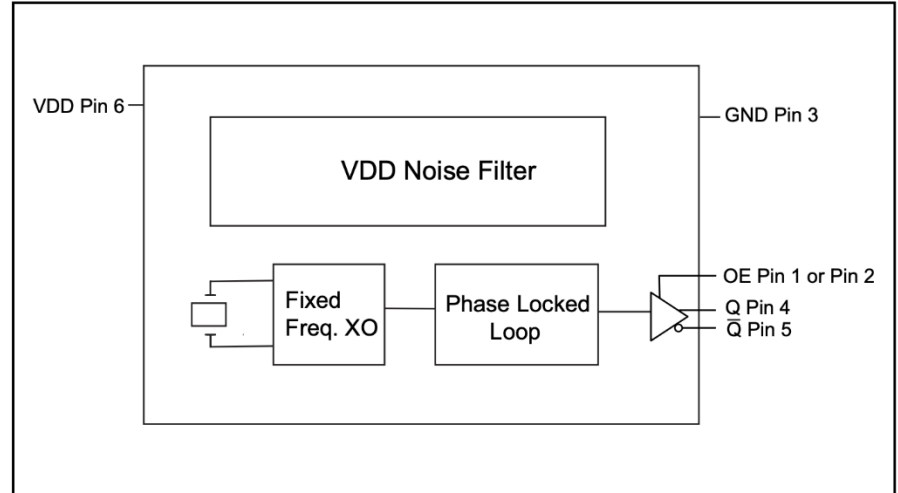 VDD Pin 6
GND Pin 3
VDD Noise Filter
Fixed
Freq. XO
Phase Locked
Loop
OE Pin 1 or Pin 2
Q Pin 4
Q̅ Pin 5